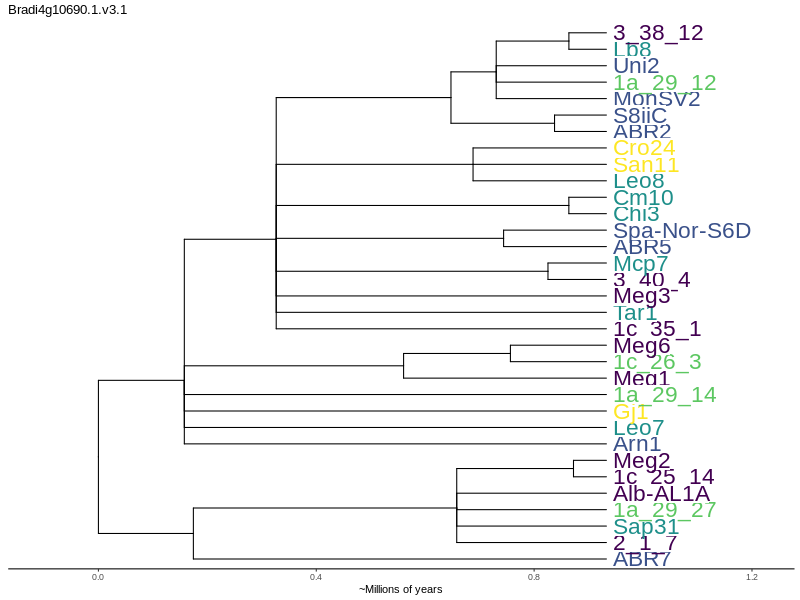 Bradi4g10690.1.v3.1
3_38_12
Lb8
Uni2
1a_29_12
MonSV2
S8iiC
ABR2
Cro24
San11
Leo8
Cm10
Chi3
Spa-Nor-S6D
ABR5
Mcp7
3_40_4
Meg3
Tar1
1c_35_1
Meg6
1c_26_3
Meg1
1a_29_14
Gj1
Leo7
Arn1
Meg2
1c_25_14
Alb-AL1A
1a_29_27
Sap31
2_1_7
ABR7
0.0 0.4 0.8 1.2
~Millions of years